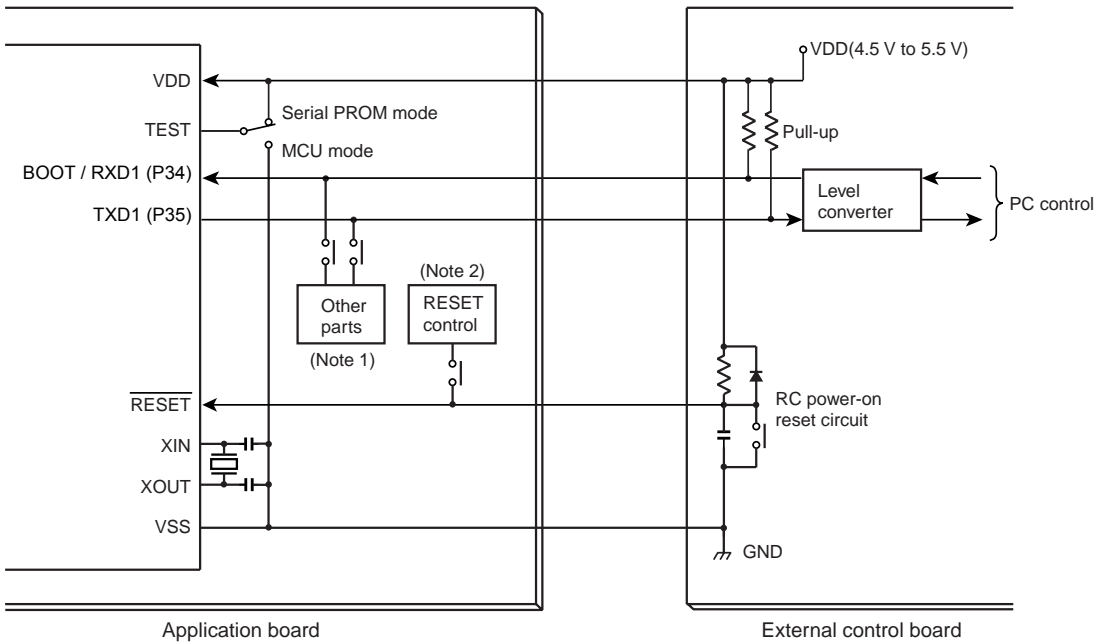 VDD(4.5 V to 5.5 V)
VDD
Serial PROM mode
TEST
Pull-up
MCU mode
BOOT / RXD1 (P34)
Level
converter
PC control
TXD1 (P35)
(Note 2)
Other
parts
RESET
control
(Note 1)
RESET
RC power-on
reset circuit
XIN
XOUT
VSS
GND
Application board
External control board